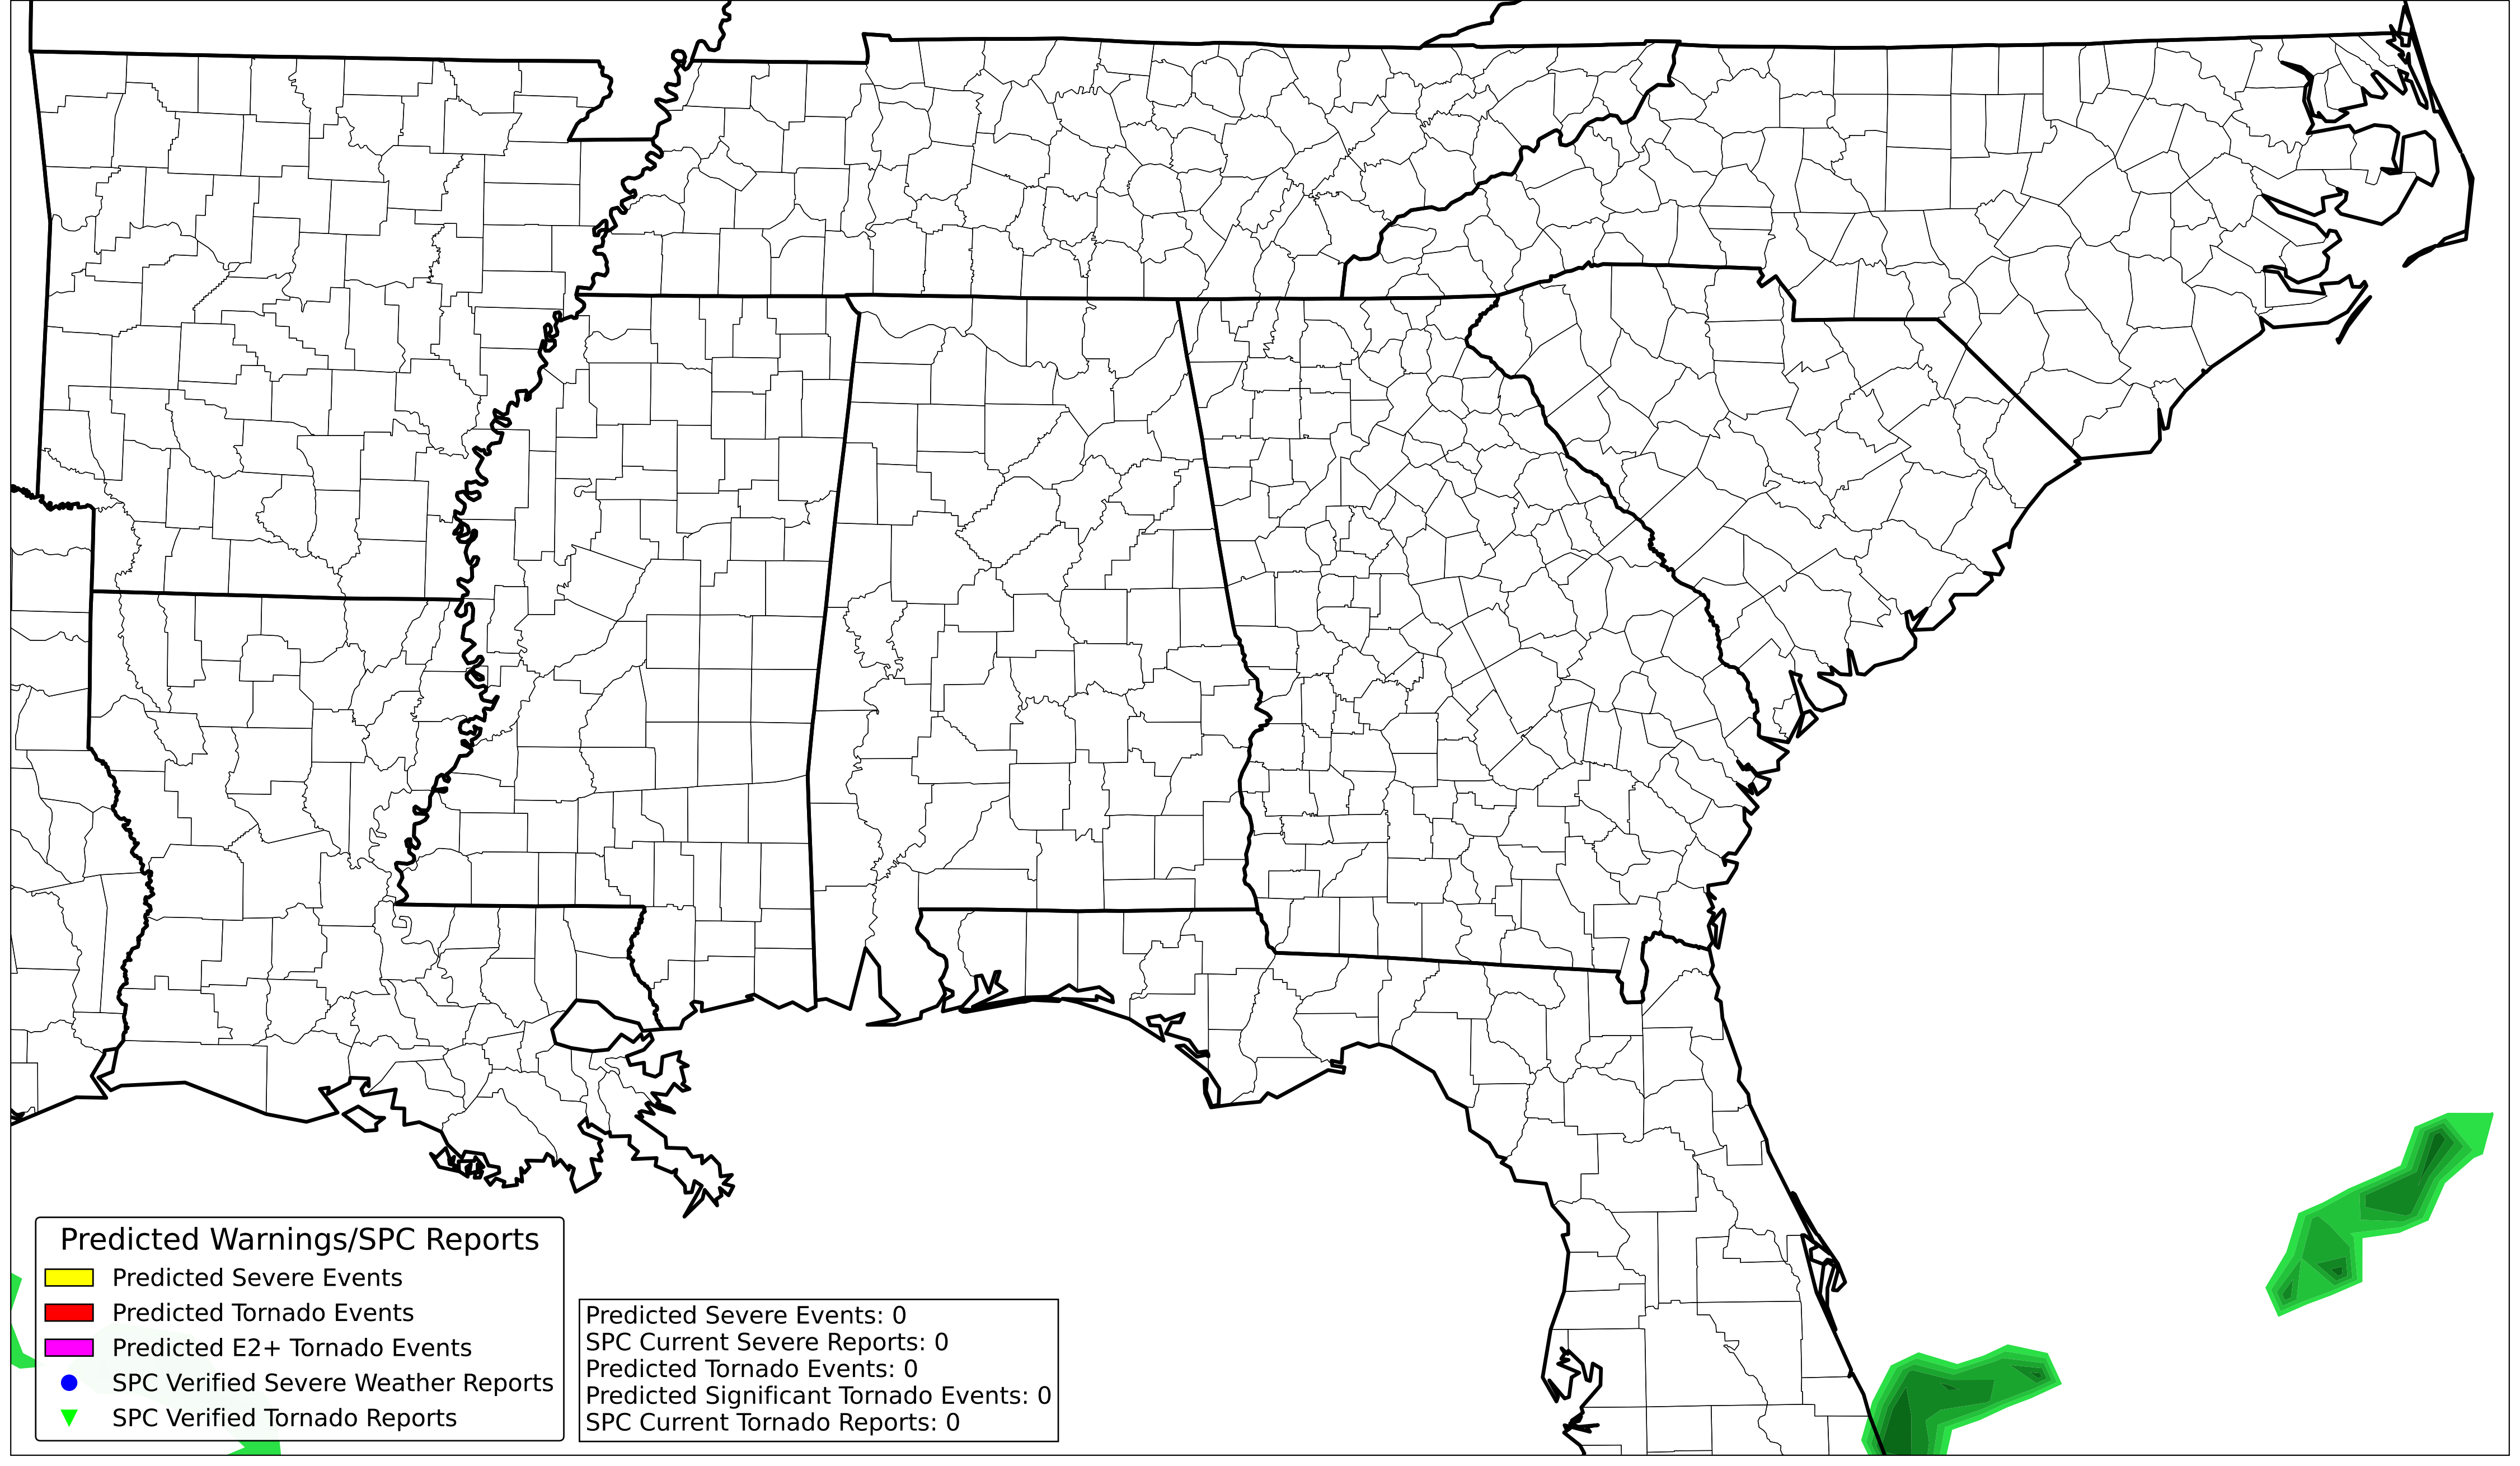 Predicted Warnings/SPC Reports
Predicted Severe Events
Predicted Tornado Events
Predicted E2+ Tornado Events
SPC Verified Severe Weather Reports
SPC Verified Tornado Reports
Predicted Severe Events: 0
SPC Current Severe Reports: 0
Predicted Tornado Events: 0
Predicted Significant Tornado Events: 0
SPC Current Tornado Reports: 0